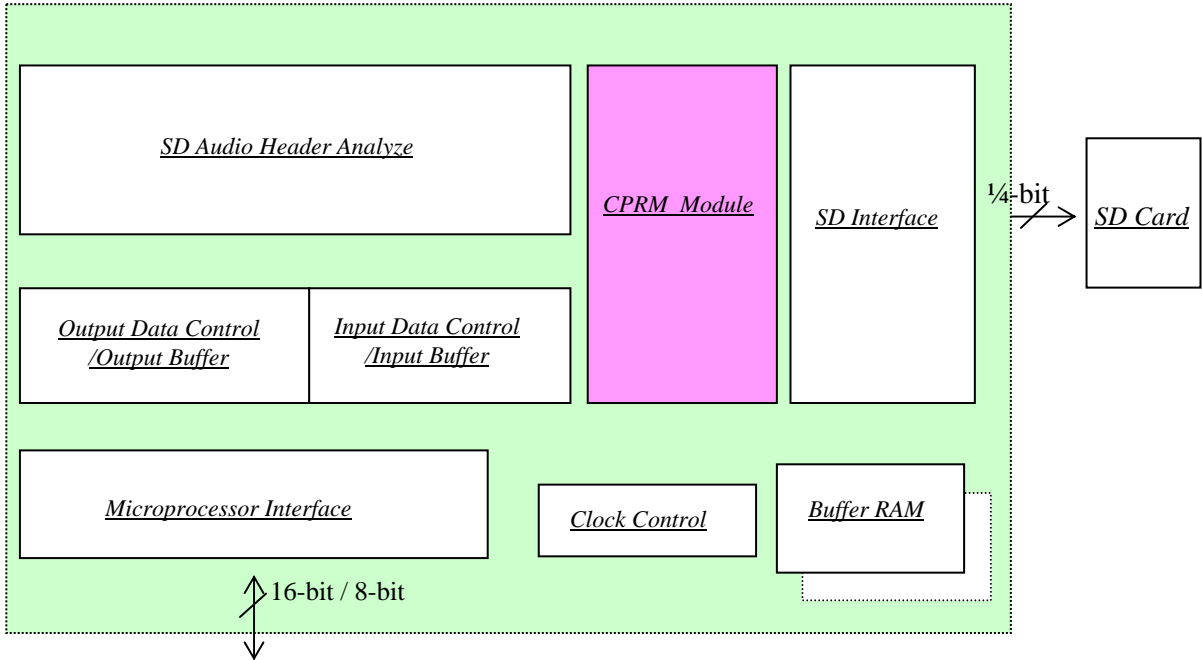 SD Audio Header Analyze
CPRM Module
SD Interface
¼-bit
SD Card
Output Data Control
/Output Buffer
Input Data Control
/Input Buffer
Microprocessor Interface
Clock Control
Buffer RAM
16-bit / 8-bit